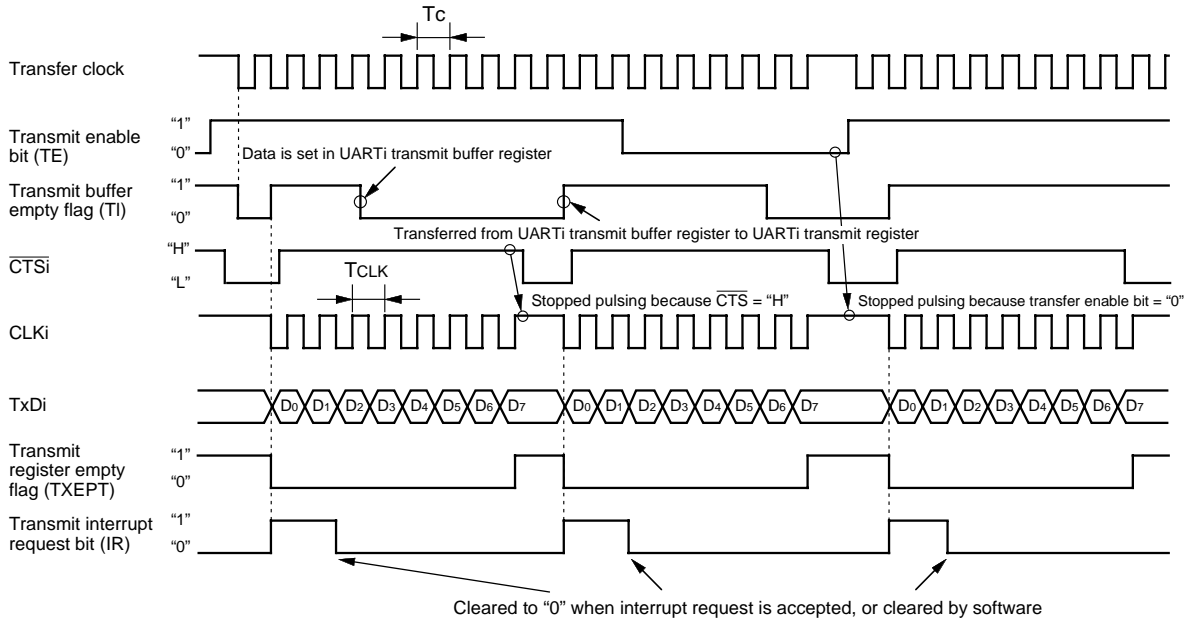 Tc
Transfer clock
Transmit enable
bit (TE)
“1”
“0”
Data is set in UARTi transmit buffer register
Transmit buffer
empty flag (TI)
“1”
“0”
Transferred from UARTi transmit buffer register to UARTi transmit register
CTSi
“H”
“L”
TCLK
Stopped pulsing because CTS = “H”
Stopped pulsing because transfer enable bit = “0”
CLKi
TxDi
D0 D1 D2 D3 D4 D5 D6 D7
D0 D1 D2 D3 D4 D5 D6 D7
D0 D1 D2 D3 D4 D5 D6 D7
Transmit
register empty
flag (TXEPT)
“1”
“0”
Transmit interrupt
request bit (IR)
“1”
“0”
Cleared to “0” when interrupt request is accepted, or cleared by software